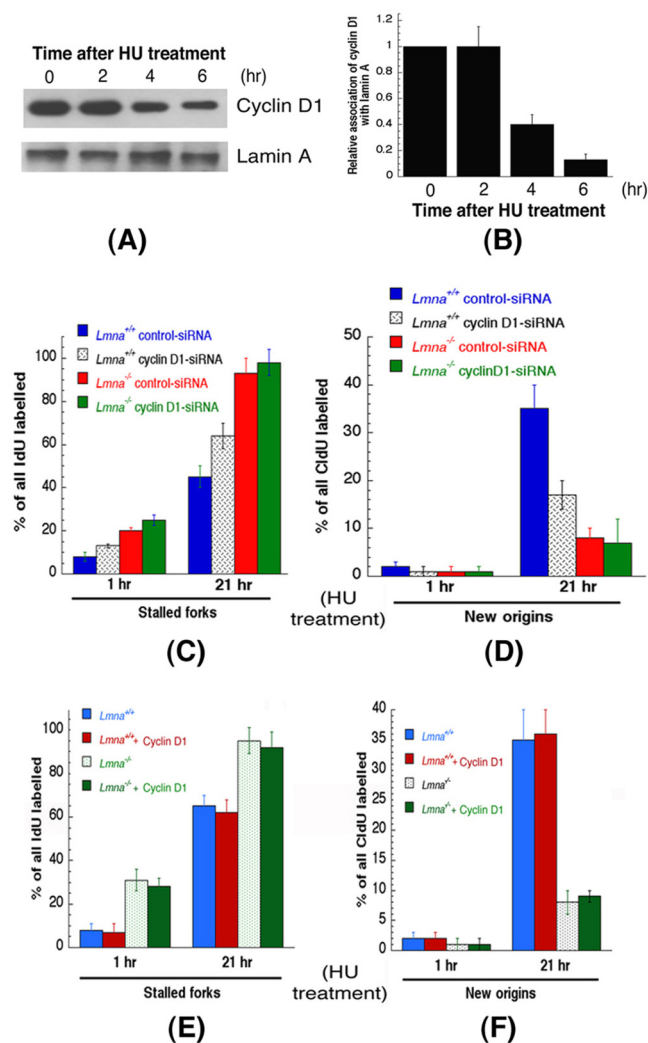 Time after HU treatment
0 2 4 6 (hr)
Cyclin D1
Lamin A
(A)
Relative association of cyclin D1
with lamin A
1.2
1
0.8
0.6
0.4
0.2
0
0 2 4 6 (hr)
Time after HU treatment
(B)
Lmna+/+ control-siRNA
Lmna+/+ cyclin D1-siRNA
Lmna-/- control-siRNA
Lmna-/- cyclin D1-siRNA
% of all IdU labelled
100
80
60
40
20
0
1 hr 21 hr
Stalled forks
(C)
Lmna+/+ control-siRNA
Lmna+/+ cyclin D1-siRNA
Lmna-/- control-siRNA
Lmna-/- cyclinD1-siRNA
% of all CldU labelled
50
40
30
20
10
0
1 hr 21 hr
New origins
(D)
(HU
treatment)
Lmna+/+
Lmna+/+ + Cyclin D1
Lmna-/-
Lmna-/- + Cyclin D1
% of all IdU labelled
100
80
60
40
20
0
1 hr 21 hr
Stalled forks
(E)
Lmna+/+
Lmna+/+ + Cyclin D1
Lmna-/-
Lmna-/- + Cyclin D1
% of all CldU labelled
40
35
30
25
20
15
10
5
0
1 hr 21 hr
New origins
(F)
(HU
treatment)